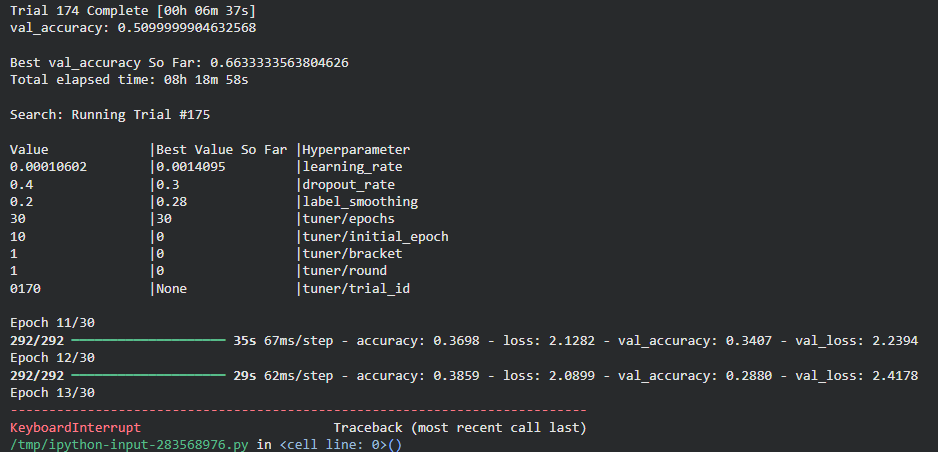 Trial 174 Complete [00h 06m 37s]
val_accuracy: 0.5099999904632568
Best val_accuracy So Far: 0.6633333563804626
Total elapsed time: 08h 18m 58s
Search: Running Trial #175
Value |Best Value So Far |Hyperparameter
0.00010602 |0.0014095 |learning_rate
0.4 |0.3 |dropout_rate
0.2 |0.28 |label_smoothing
30 |30 |tuner/epochs
10 |0 |tuner/initial_epoch
1 |0 |tuner/bracket
1 |0 |tuner/round
0170 |None |tuner/trial_id
Epoch 11/30
292/292 ━━━━━━━━━━━━━━━━━━━━ 35s 67ms/step - accuracy: 0.3698 - loss: 2.1282 - val_accuracy: 0.3407 - val_loss: 2.2394
Epoch 12/30
292/292 ━━━━━━━━━━━━━━━━━━━━ 29s 62ms/step - accuracy: 0.3859 - loss: 2.0899 - val_accuracy: 0.2880 - val_loss: 2.4178
Epoch 13/30
---------------------------------------------------------------------------
KeyboardInterrupt Traceback (most recent call last)
/tmp/ipython-input-283568976.py in <cell line: 0>()